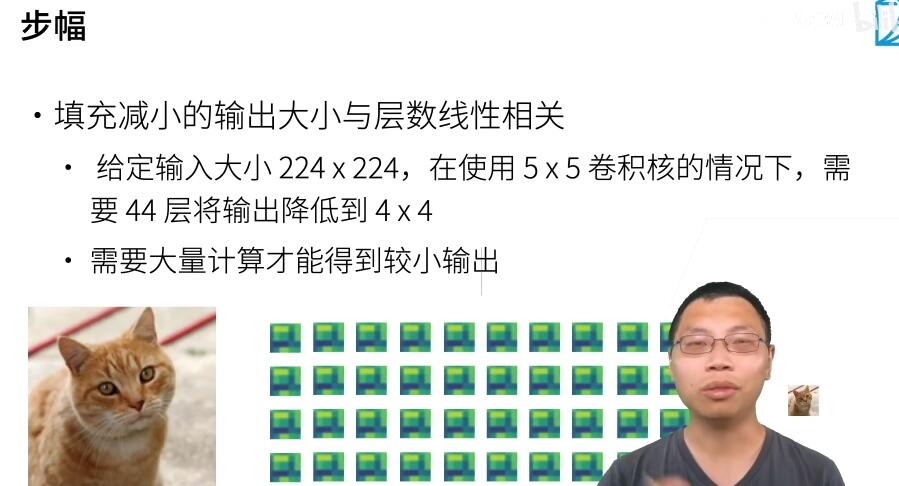 步幅
• 填充减小的输出大小与层数线性相关
• 给定输入大小 224 x 224，在使用 5 x 5 卷积核的情况下，需
要 44 层将输出降低到 4 x 4
• 需要大量计算才能得到较小输出